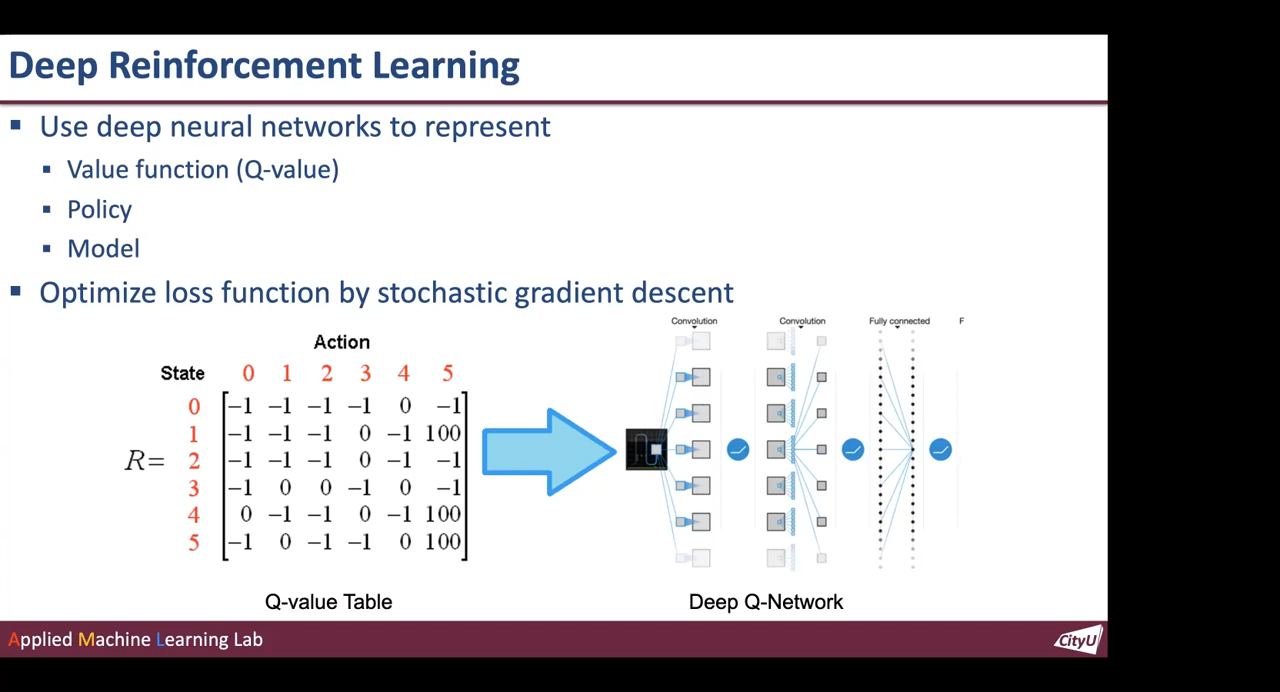 Deep Reinforcement Learning
▪ Use deep neural networks to represent
▪ Value function (Q-value)
▪ Policy
▪ Model
▪ Optimize loss function by stochastic gradient descent
Action
State 0 1 2 3 4 5
0 −1 −1 −1 −1 0 −1
1 −1 −1 −1 0 −1 100
R= 2 −1 −1 −1 0 −1 −1
3 −1 0 0 −1 0 −1
4 0 −1 −1 0 −1 100
5 −1 0 −1 −1 0 100
Q-value Table
Convolution Convolution Fully connected F
Deep Q-Network
Applied Machine Learning Lab
CityU